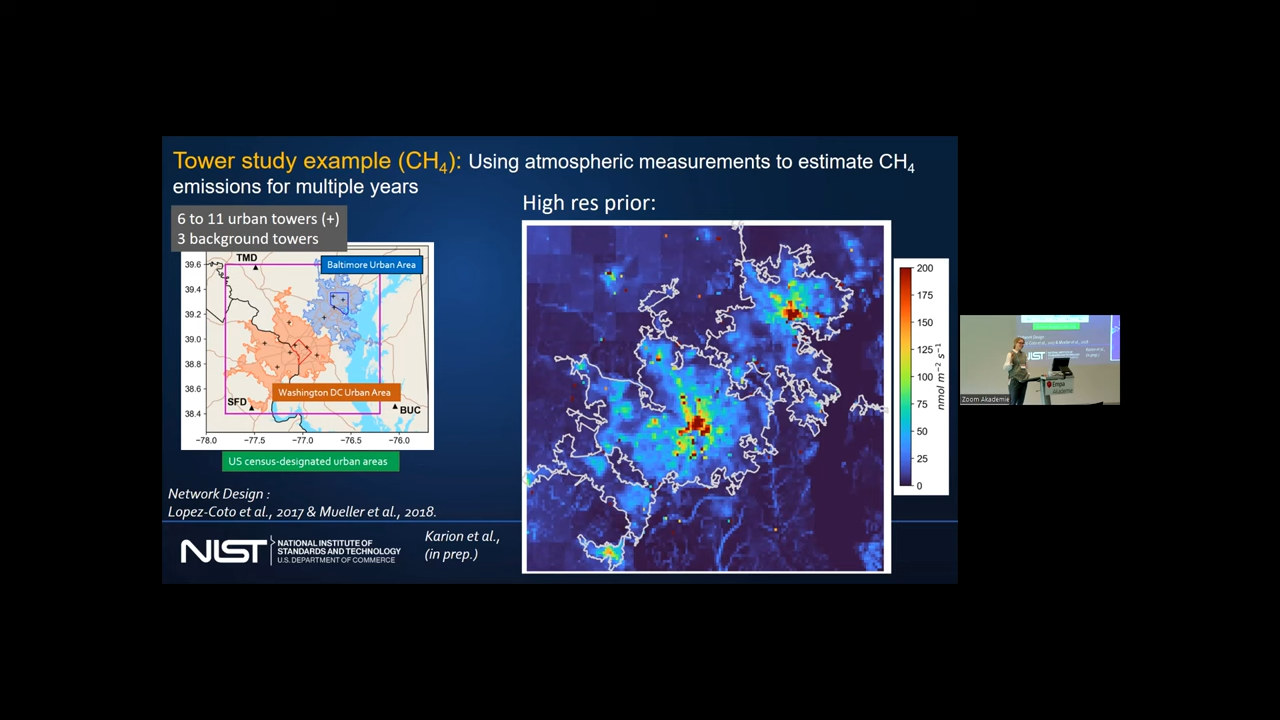 Tower study example (CH4): Using atmospheric measurements to estimate CH4
emissions for multiple years
6 to 11 urban towers (+)
3 background towers
High res prior:
TMD
Baltimore Urban Area
39.6
39.4
39.2
39.0
38.8
38.6
38.4
Washington DC Urban Area
SFD
BUC
−78.0 −77.5 −77.0 −76.5 −76.0
US census-designated urban areas
Network Design :
Lopez-Coto et al., 2017 & Mueller et al., 2018.
NIST
NATIONAL INSTITUTE OF
STANDARDS AND TECHNOLOGY
U.S. DEPARTMENT OF COMMERCE
Karion et al.,
(in prep.)
200
175
150
125
100
75
50
25
0
nmol m−2 s−1
NIST
Empa
Zoom Akademie